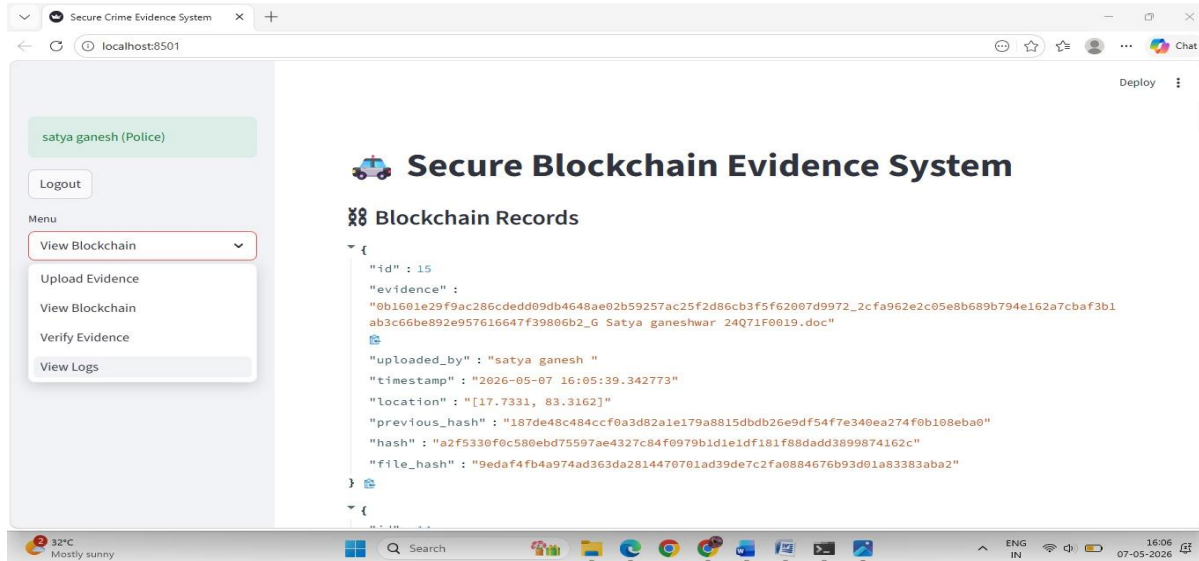 Secure Crime Evidence System
localhost:8501
Chat
Deploy
satya ganesh (Police)
Logout
Menu
View Blockchain
Upload Evidence
View Blockchain
Verify Evidence
View Logs
Secure Blockchain Evidence System
Blockchain Records
{
"id" : 15
"evidence" :
"0b1601e29f9ac286cdedd09db4648ae02b59257ac25f2d86cb3f5f62007d9972_2cfa962e2c05e8b689b794e162a7cbaf3b1
ab3c66be892e957616647f39806b2_G Satya ganeshwar 24Q71F0019.doc"
"uploaded_by" : "satya ganesh "
"timestamp" : "2026-05-07 16:05:39.342773"
"location" : "[17.7331, 83.3162]"
"previous_hash" : "187de48c484ccf0a3d82a1e179a8815dbdb26e9df54f7e340ea274f0b108eba0"
"hash" : "a2f5330f0c580ebd75597ae4327c84f0979b1d1e1df181f88dadd3899874162c"
"file_hash" : "9edaf4fb4a974ad363da2814470701ad39de7c2fa0884676b93d01a83383aba2"
}
{
2
32°C
Mostly sunny
Search
ENG
IN
16:06
07-05-2026